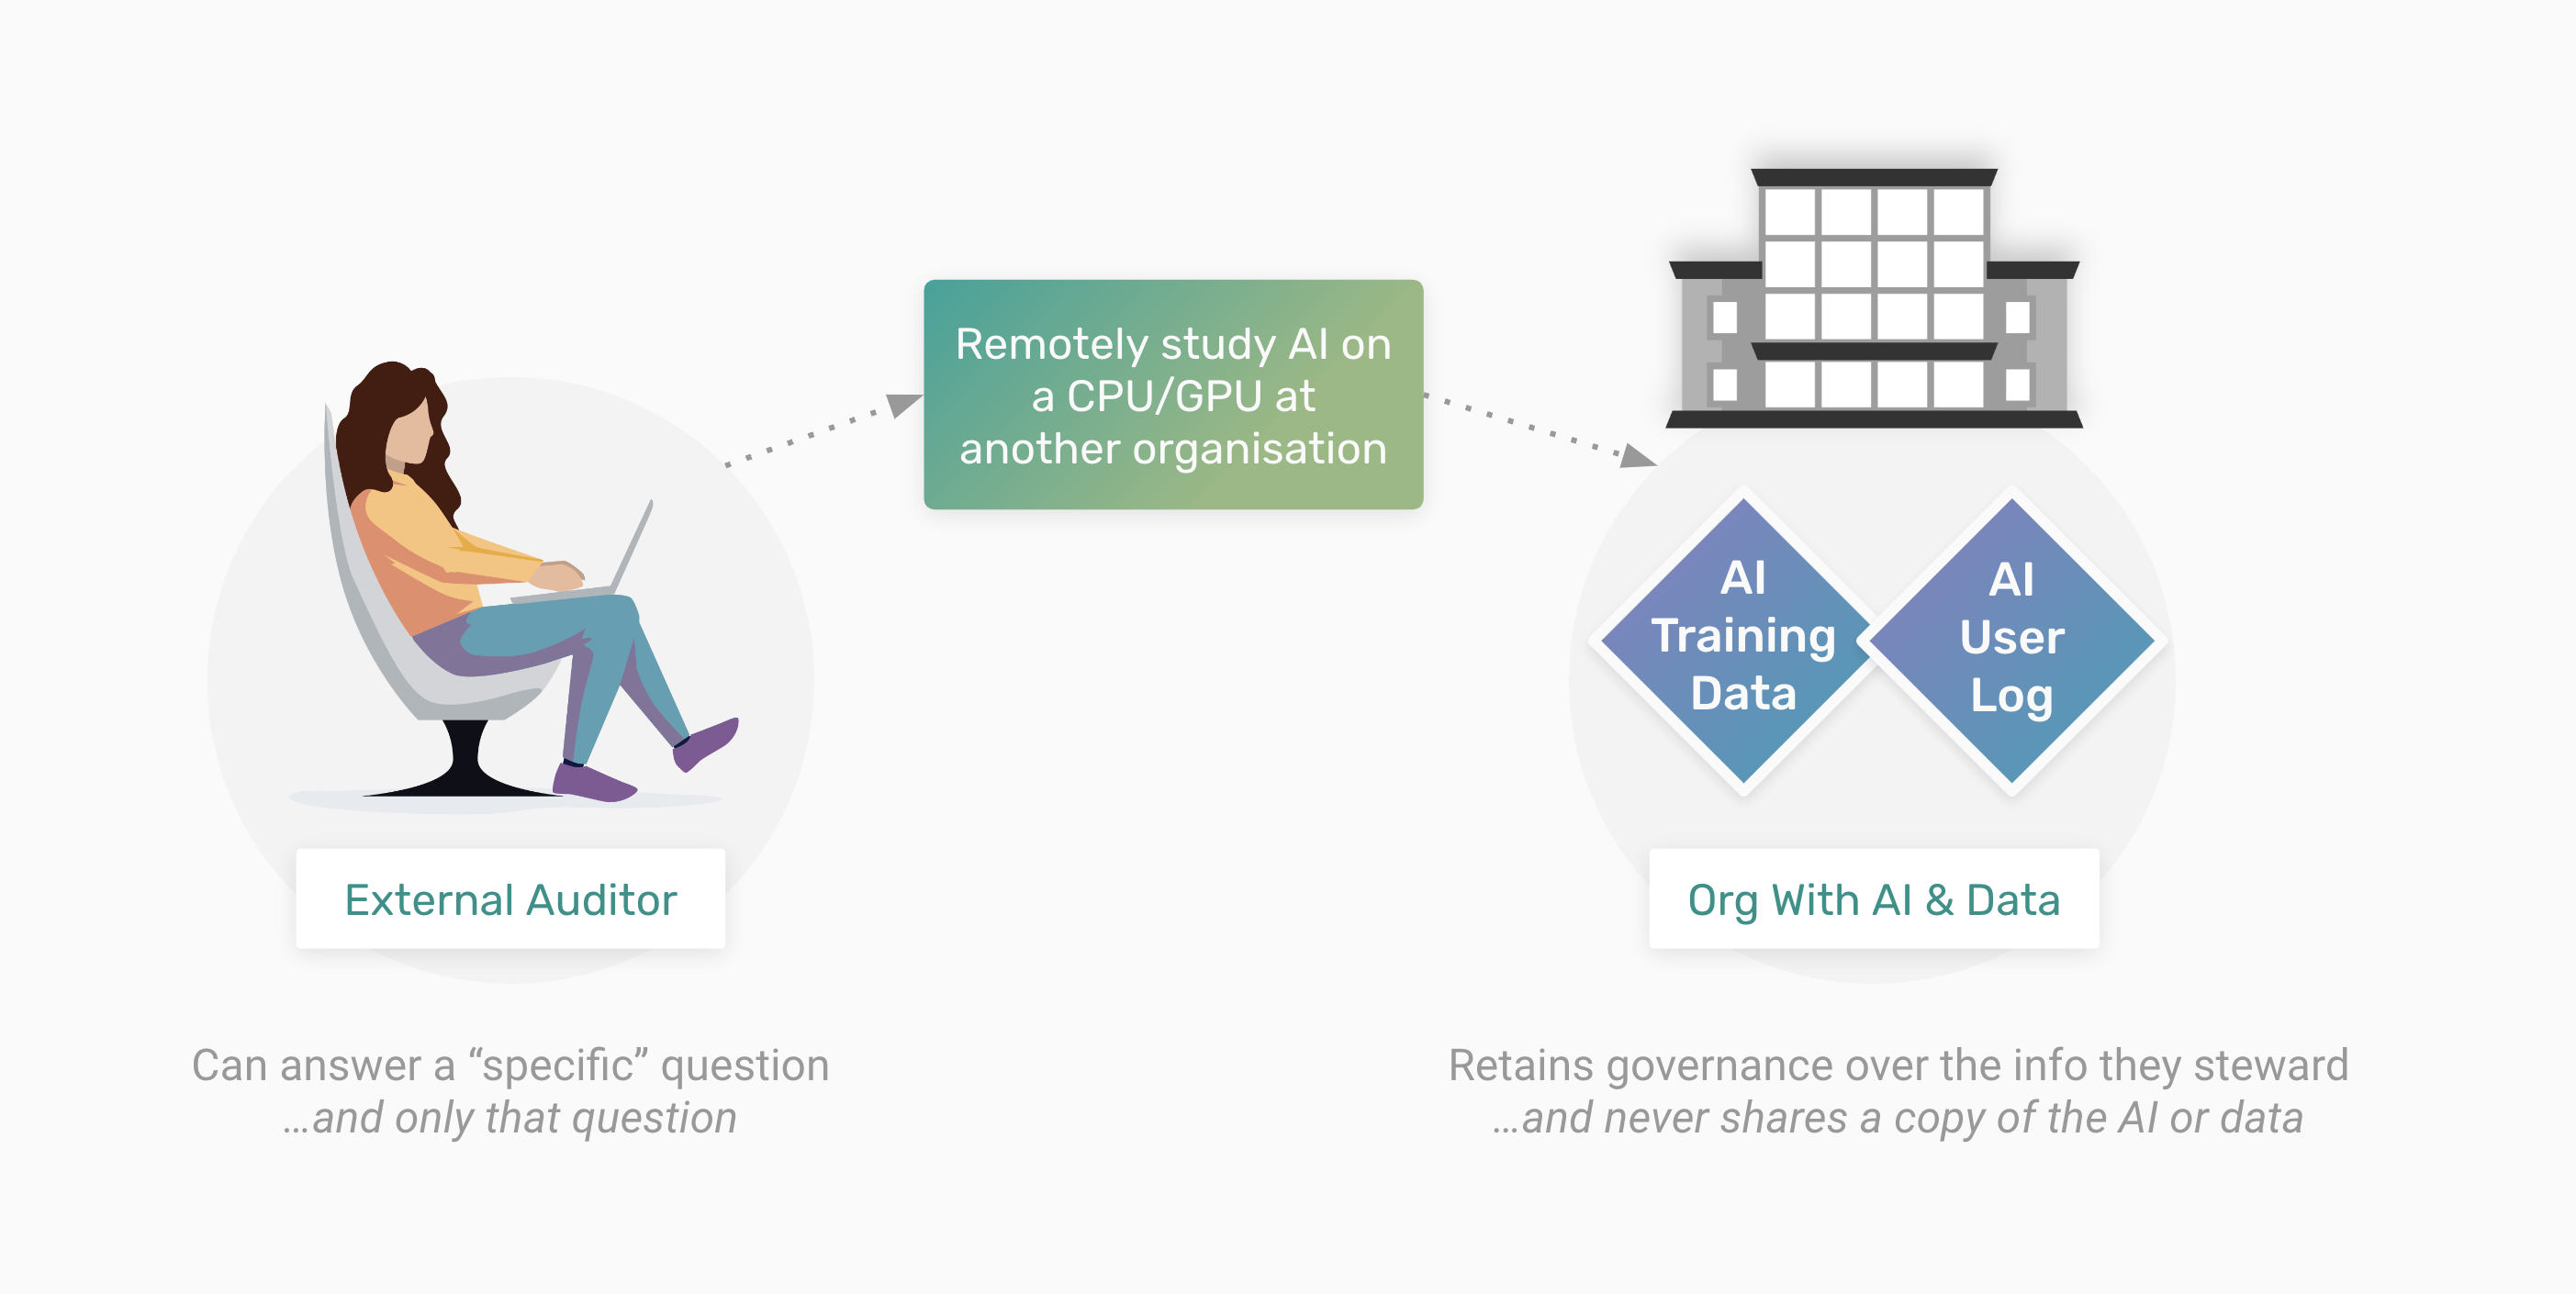 Remotely study AI on
a CPU/GPU at
another organisation
AI
Training
Data
AI
User
Log
External Auditor
Org With AI & Data
Can answer a “specific” question
...and only that question
Retains governance over the info they steward
...and never shares a copy of the AI or data